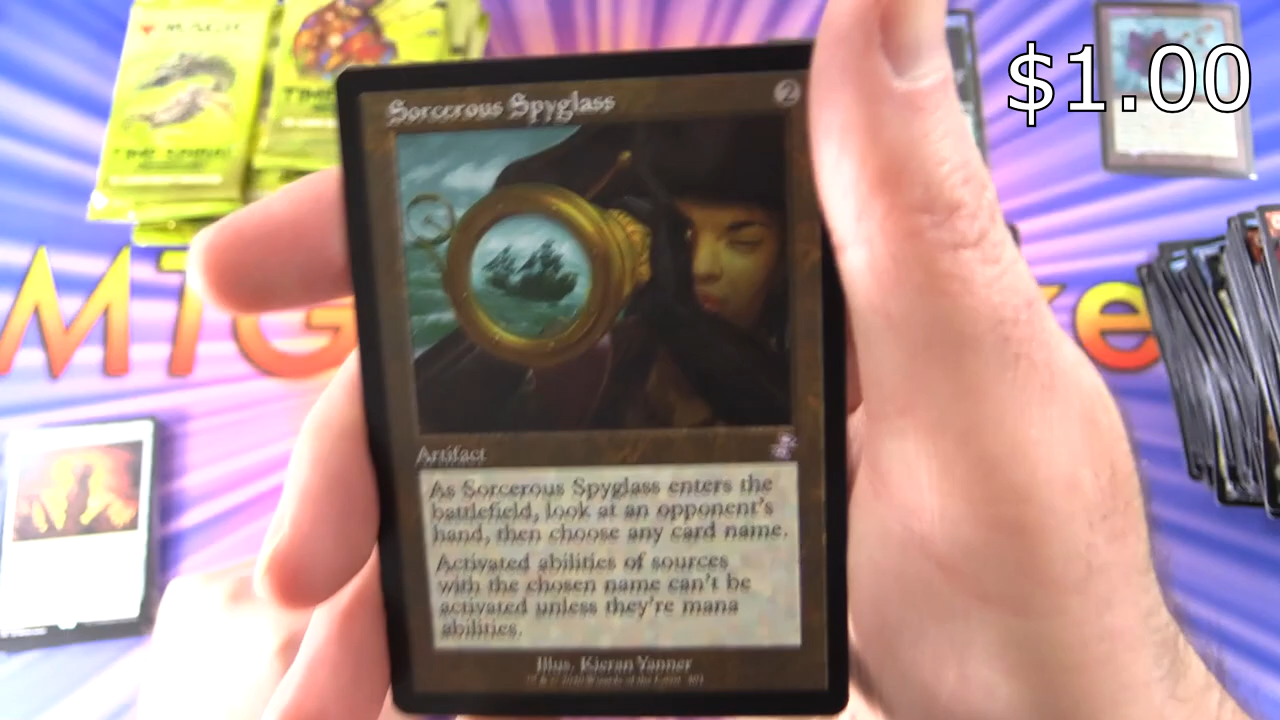 $1.00
Sorcerous Spyglass 2
MTG
ke
Artifact
As Sorcerous Spyglass enters the
battlefield, look at an opponent's
hand, then choose any card name.
Activated abilities of sources
with the chosen name can't be
activated unless they're mana
abilities.
Illus. Kieran Yanner